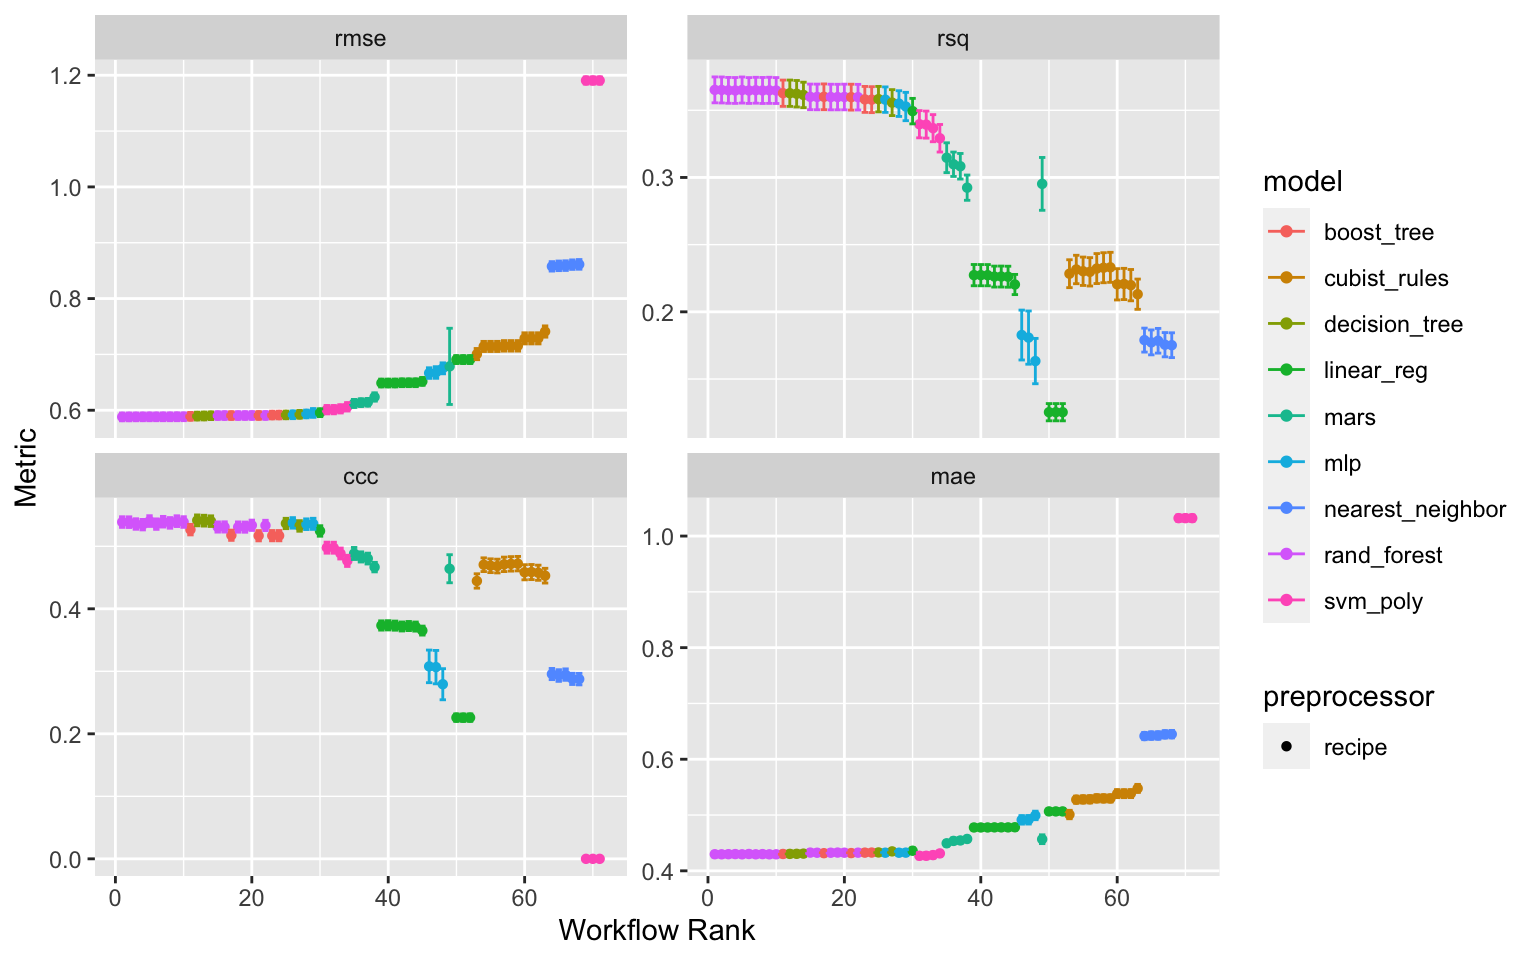 rmse
rsq
1.2
1.0
0.8
0.6
0.3
0.2
ccc
mae
0.4
0.2
0.0
1.0
0.8
0.6
0.4
0
20
40
60
0
20
40
60
Workflow Rank
Metric
model
boost_tree
cubist_rules
decision_tree
linear_reg
mars
mlp
nearest_neighbor
rand_forest
svm_poly
preprocessor
recipe